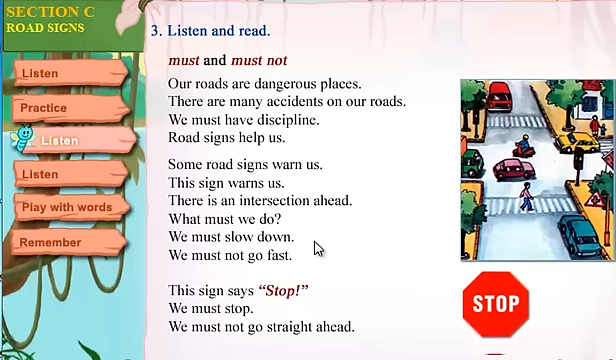 SECTION C
ROAD SIGNS
Listen
Practice
Listen
Listen
Play with words
Remember
3. Listen and read.
must and must not
Our roads are dangerous places.
There are many accidents on our roads.
We must have discipline.
Road signs help us.
Some road signs warn us.
This sign warns us.
There is an intersection ahead.
What must we do?
We must slow down.
We must not go fast.
This sign says “Stop!”
We must stop.
We must not go straight ahead.
STOP